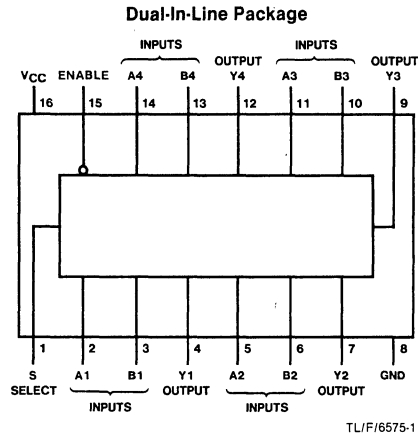 Dual-In-Line Package
INPUTS INPUTS
OUTPUT OUTPUT
VCC ENABLE A4 B4 Y4 A3 B3 Y3
16 15 14 13 12 11 10 9
1 2 3 4 5 6 7 8
S A1 B1 Y1 A2 B2 Y2 GND
SELECT OUTPUT OUTPUT
INPUTS INPUTS
TL/F/6575-1